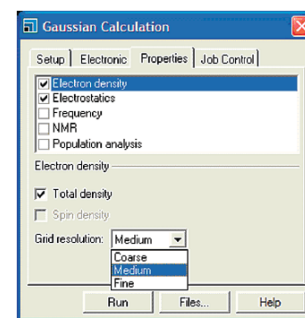 Gaussian Calculation
Setup Electronic Properties Job Control
Electron density
Electrostatics
Frequency
NMR
Population analysis
Electron density
Total density
Spin density
Grid resolution: Medium
Coarse
Medium
Fine
Run Files... Help